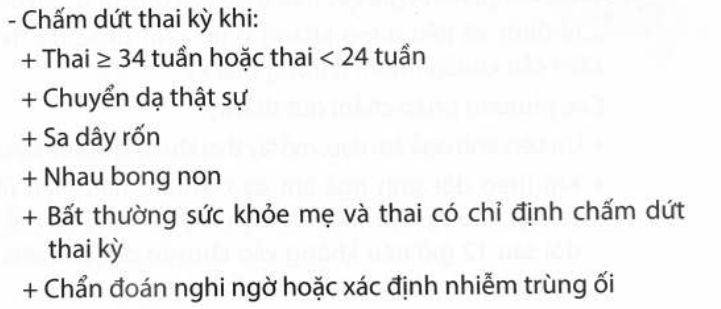 - Chấm dứt thai kỳ khi:
+ Thai ≥ 34 tuần hoặc thai < 24 tuần
+ Chuyển dạ thật sự
+ Sa dây rốn
+ Nhau bong non
+ Bất thường sức khỏe mẹ và thai có chỉ định chấm dứt
thai kỳ
+ Chẩn đoán nghi ngờ hoặc xác định nhiễm trùng ối